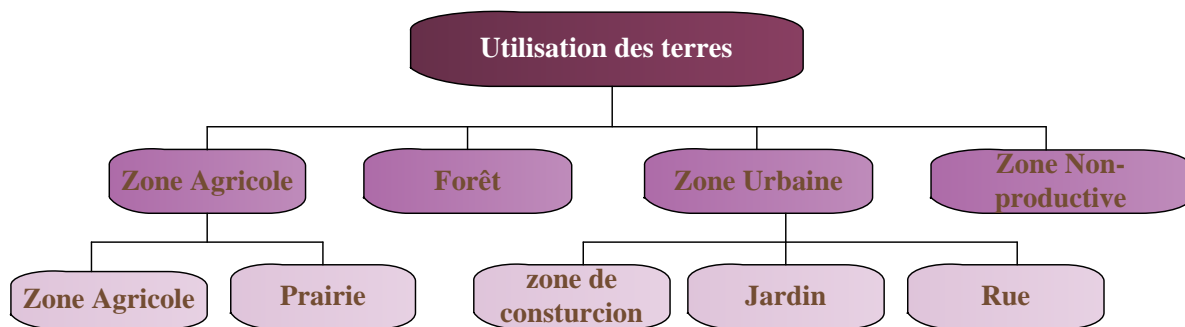 Utilisation des terres
Zone Agricole
Forêt
Zone Urbaine
Zone Non-
productive
Zone Agricole
Prairie
zone de
consturcion
Jardin
Rue